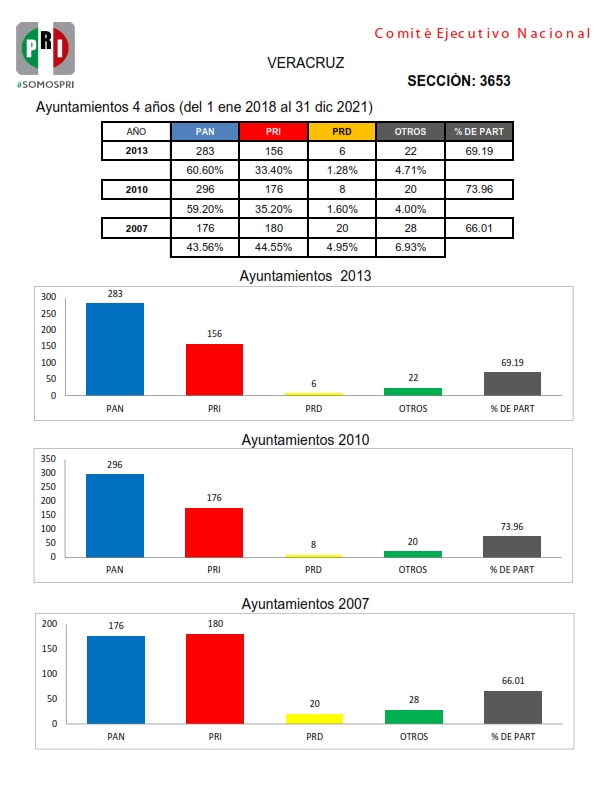 Comité Ejecutivo Nacional
PRI
#SOMOSPRI
VERACRUZ
SECCIÓN: 3653
Ayuntamientos 4 años (del 1 ene 2018 al 31 dic 2021)
AÑO PAN PRI PRD OTROS % DE PART
2013 283 156 6 22 69.19
60.60% 33.40% 1.28% 4.71%
2010 296 176 8 20 73.96
59.20% 35.20% 1.60% 4.00%
2007 176 180 20 28 66.01
43.56% 44.55% 4.95% 6.93%
Ayuntamientos 2013
300
250
200
150
100
50
0
283
156
6
22
69.19
PAN PRI PRD OTROS % DE PART
Ayuntamientos 2010
350
300
250
200
150
100
50
0
296
176
8
20
73.96
PAN PRI PRD OTROS % DE PART
Ayuntamientos 2007
200
150
100
50
0
176
180
20
28
66.01
PAN PRI PRD OTROS % DE PART